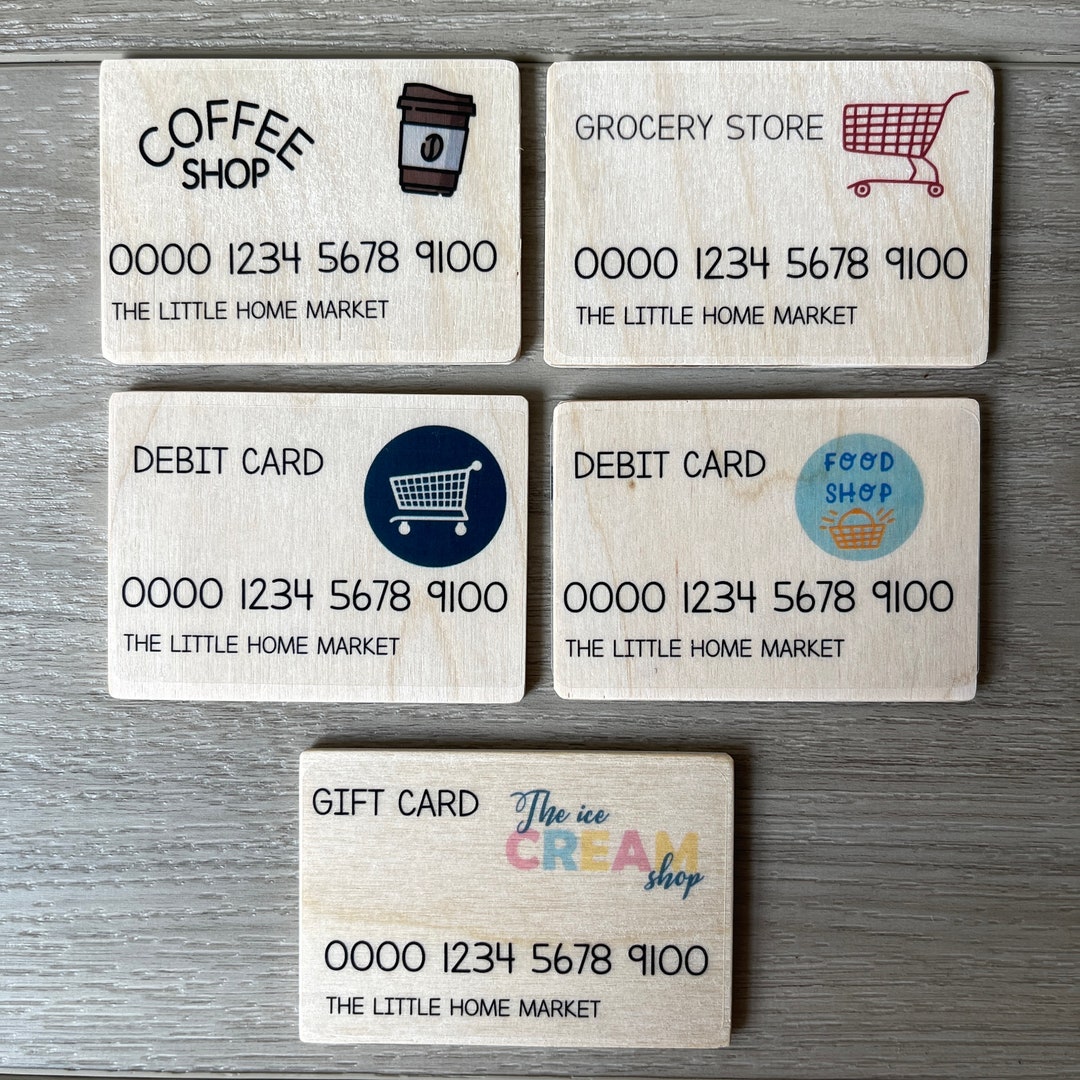 COFFEE
SHOP
0000 1234 5678 9100
THE LITTLE HOME MARKET
GROCERY STORE
0000 1234 5678 9100
THE LITTLE HOME MARKET
DEBIT CARD
0000 1234 5678 9100
THE LITTLE HOME MARKET
DEBIT CARD
FOOD
SHOP
0000 1234 5678 9100
THE LITTLE HOME MARKET
GIFT CARD
The ice
CREAM
shop
0000 1234 5678 9100
THE LITTLE HOME MARKET